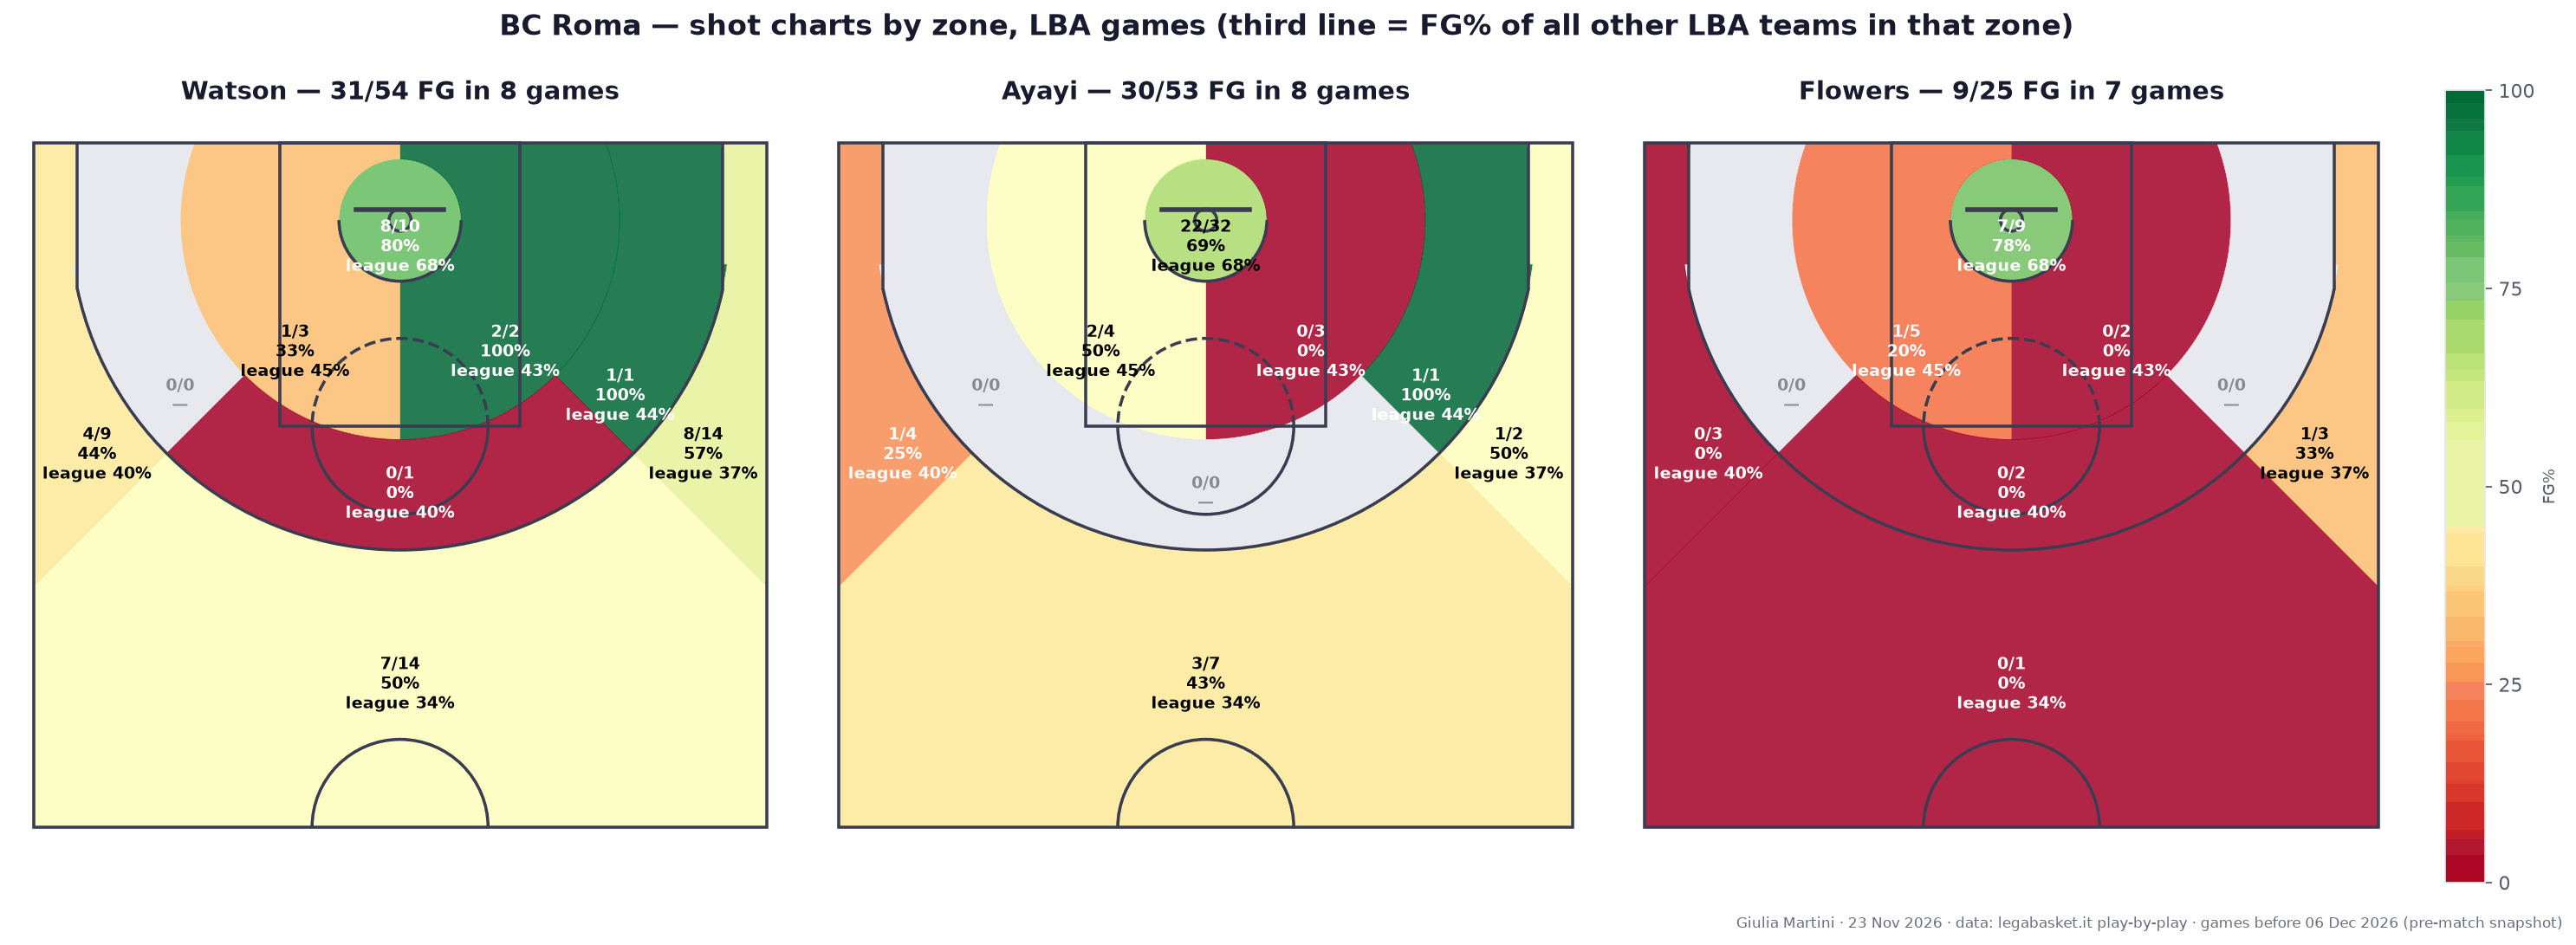 BC Roma — shot charts by zone, LBA games (third line = FG% of all other LBA teams in that zone)
Watson — 31/54 FG in 8 games
8/10
80%
league 68%
1/3
33%
league 45%
2/2
100%
league 43%
0/0
—
1/1
100%
league 44%
4/9
44%
league 40%
8/14
57%
league 37%
0/1
0%
league 40%
7/14
50%
league 34%
Ayayi — 30/53 FG in 8 games
22/32
69%
league 68%
2/4
50%
league 45%
0/3
0%
league 43%
0/0
—
1/1
100%
league 44%
1/4
25%
league 40%
1/2
50%
league 37%
0/0
—
3/7
43%
league 34%
Flowers — 9/25 FG in 7 games
7/9
78%
league 68%
1/5
20%
league 45%
0/2
0%
league 43%
0/0
—
0/0
—
0/3
0%
league 40%
1/3
33%
league 37%
0/2
0%
league 40%
0/1
0%
league 34%
100
75
50
25
0
FG%
Giulia Martini · 23 Nov 2026 · data: legabasket.it play-by-play · games before 06 Dec 2026 (pre-match snapshot)